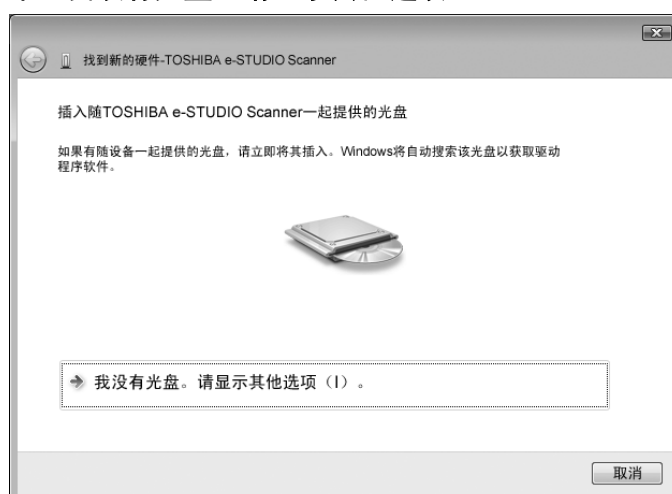 找到新的硬件-TOSHIBA e-STUDIO Scanner
插入随TOSHIBA e-STUDIO Scanner一起提供的光盘
如果有随设备一起提供的光盘，请立即将其插入。Windows将自动搜索该光盘以获取驱动
程序软件。
我没有光盘。请显示其他选项（I）。
取消